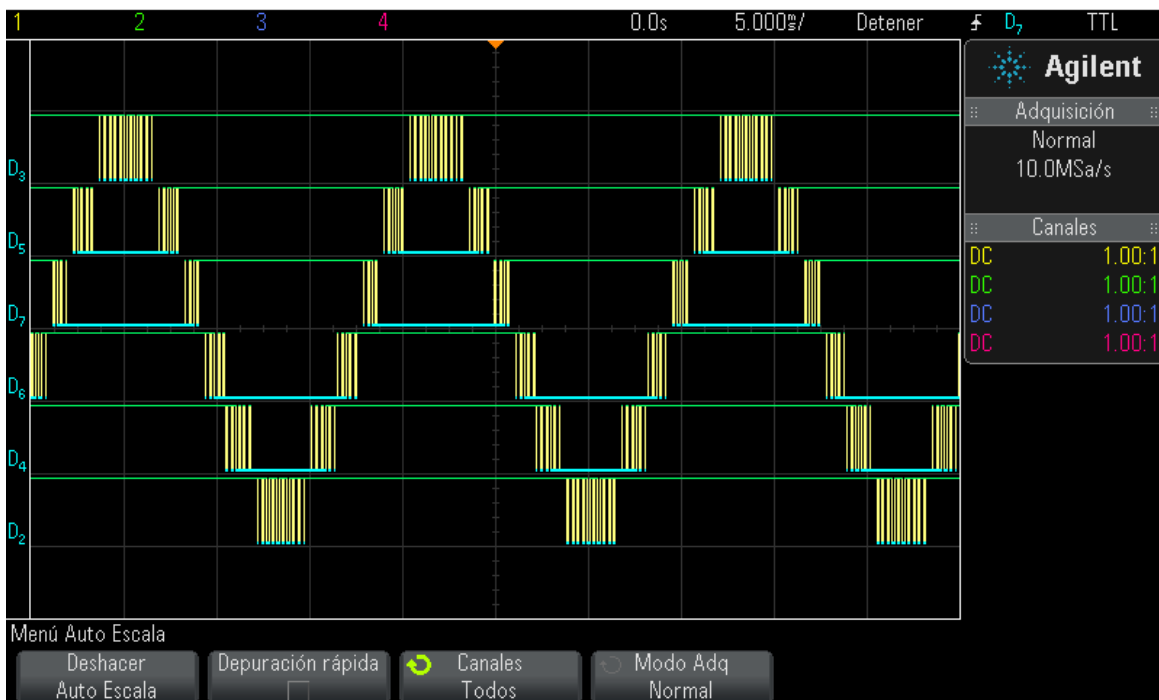 1 2 3 4 0.0s 5.000ms/ Detener D7 TTL
Agilent
Adquisición
Normal
10.0MSa/s
Canales
DC 1.00:1
DC 1.00:1
DC 1.00:1
DC 1.00:1
D3
D5
D7
D6
D4
D2
Menú Auto Escala
Deshacer
Auto Escala
Depuración rápida
Canales
Todos
Modo Adq
Normal